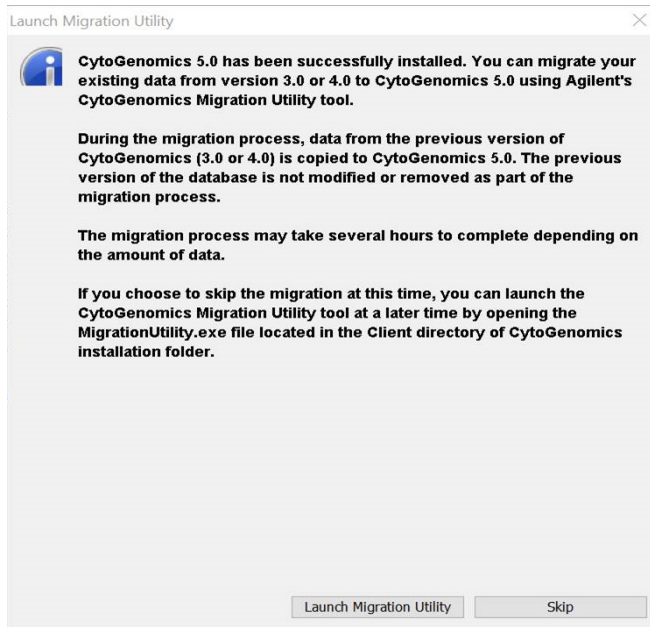 Launch Migration Utility
CytoGenomics 5.0 has been successfully installed. You can migrate your
existing data from version 3.0 or 4.0 to CytoGenomics 5.0 using Agilent's
CytoGenomics Migration Utility tool.
During the migration process, data from the previous version of
CytoGenomics (3.0 or 4.0) is copied to CytoGenomics 5.0. The previous
version of the database is not modified or removed as part of the
migration process.
The migration process may take several hours to complete depending on
the amount of data.
If you choose to skip the migration at this time, you can launch the
CytoGenomics Migration Utility tool at a later time by opening the
MigrationUtility.exe file located in the Client directory of CytoGenomics
installation folder.
Launch Migration Utility
Skip